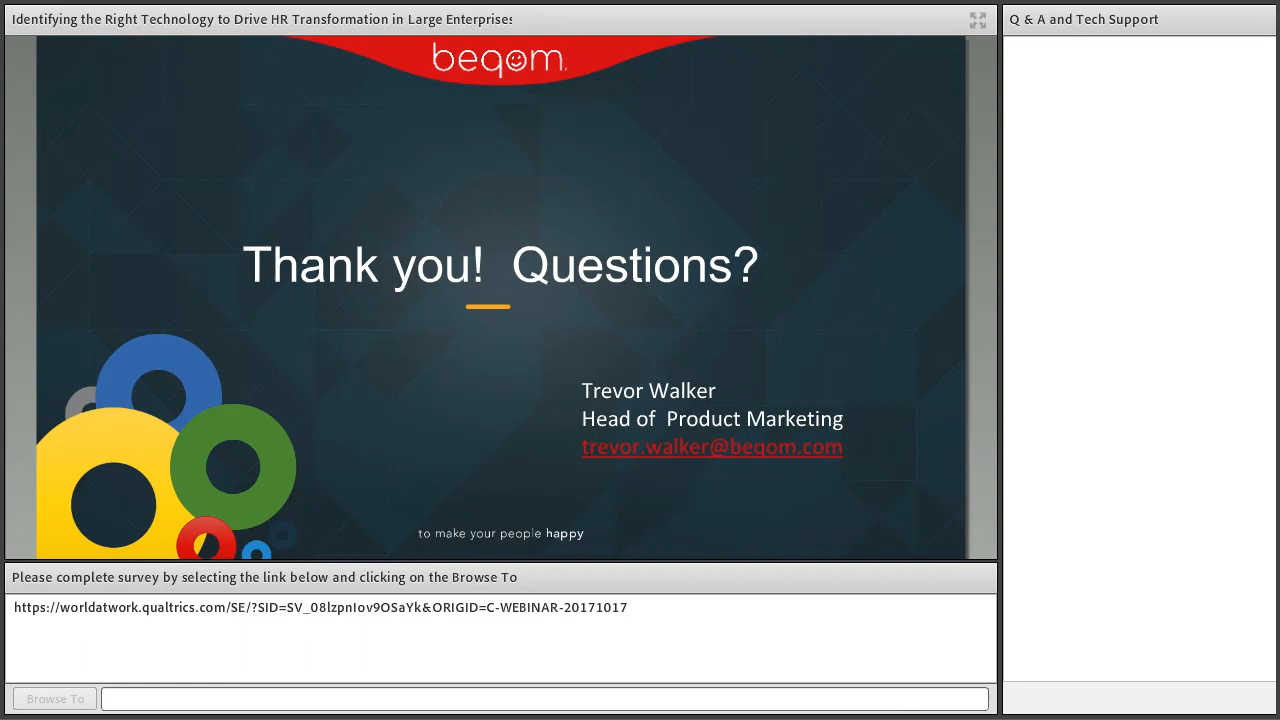 Identifying the Right Technology to Drive HR Transformation in Large Enterprises
Q & A and Tech Support
beqom
Thank you! Questions?
Trevor Walker
Head of Product Marketing
trevor.walker@beqom.com
to make your people happy
Please complete survey by selecting the link below and clicking on the Browse To
https://worldatwork.qualtrics.com/SE/?SID=SV_08lzpnIov9OSaYk&ORIGID=C-WEBINAR-20171017
Browse To